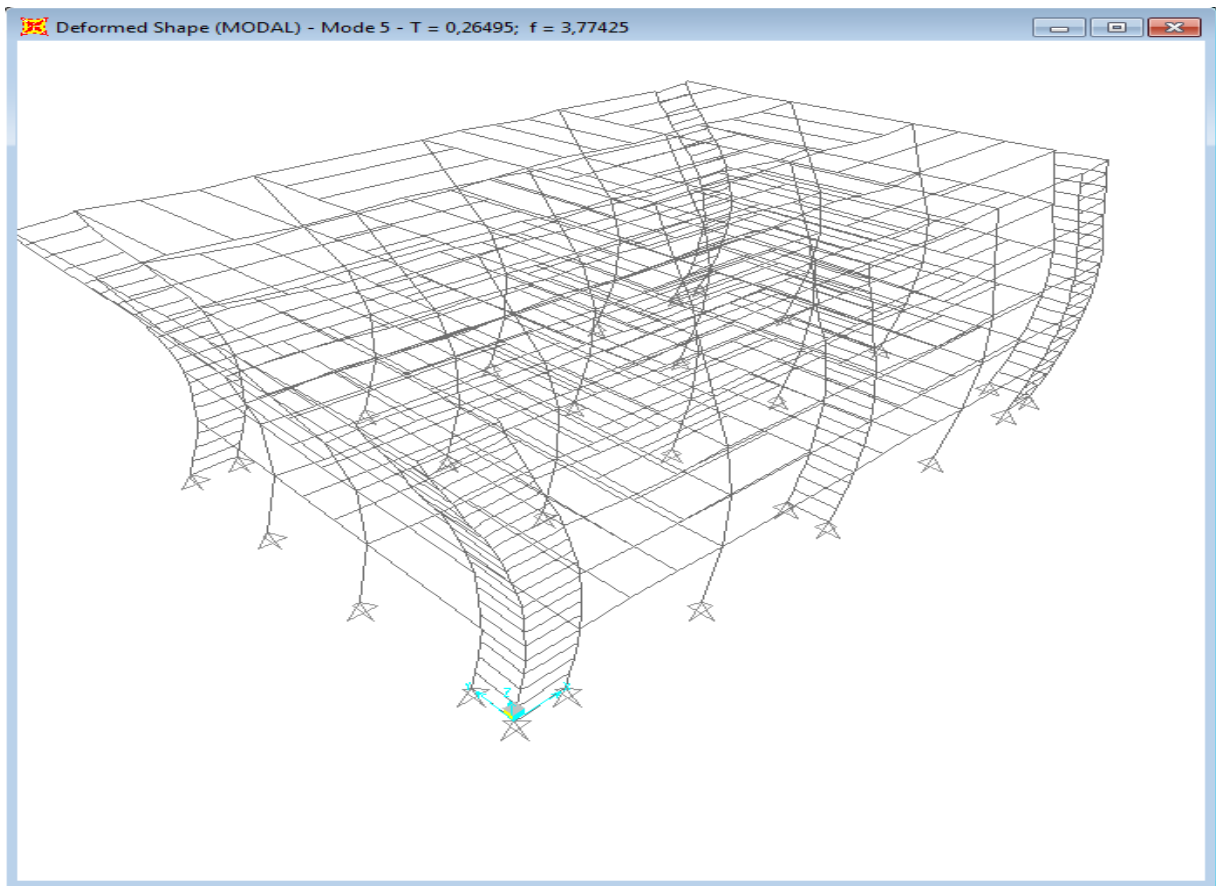 Deformed Shape (MODAL) - Mode 5 - T = 0,26495; f = 3,77425
Z